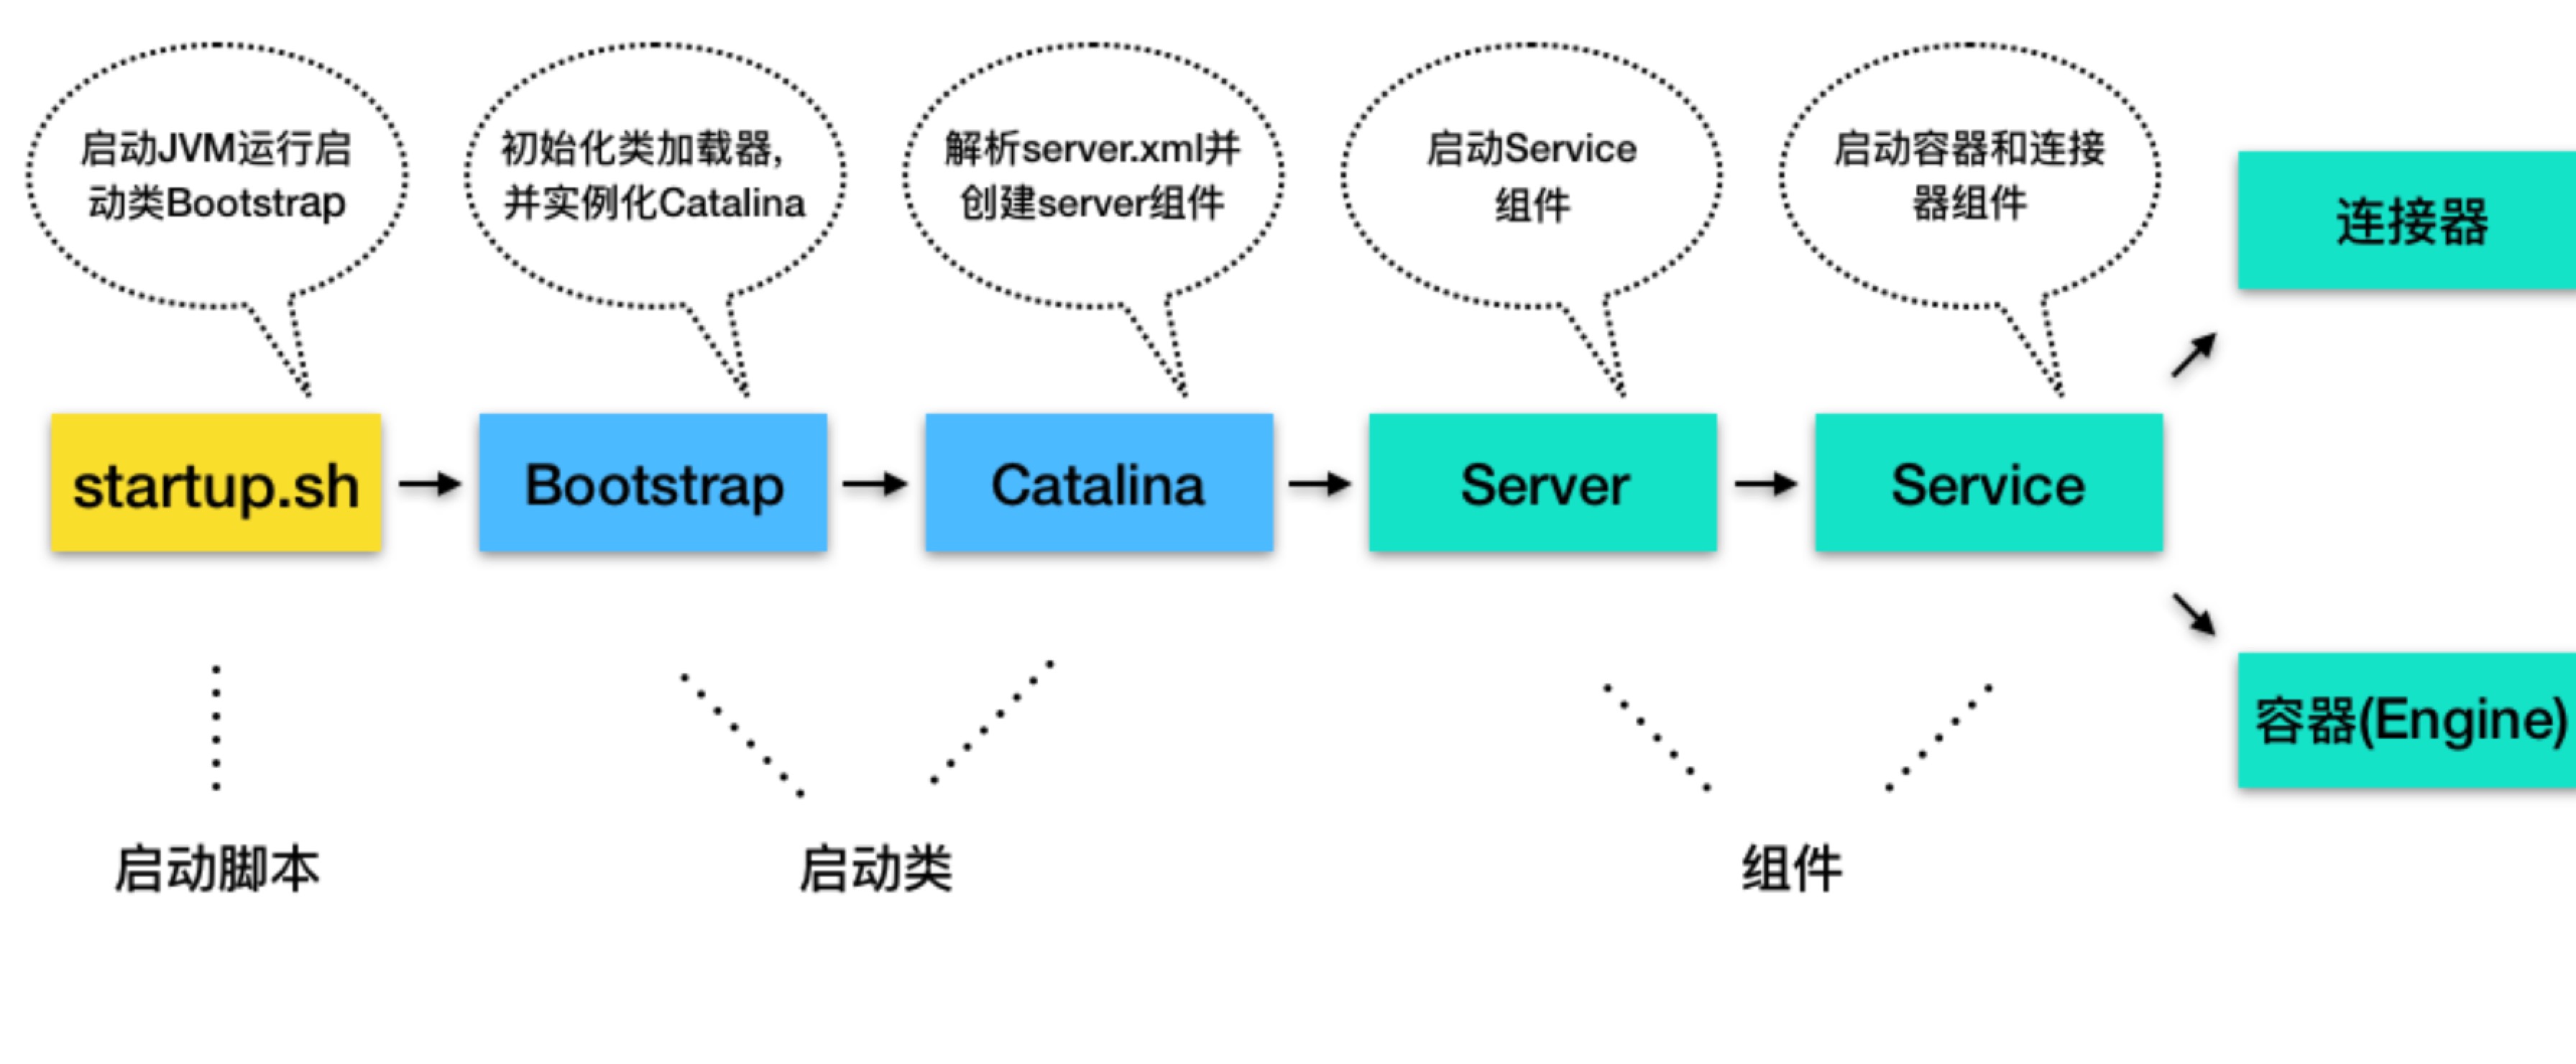 启动JVM运行启
动类Bootstrap
初始化类加载器,
并实例化Catalina
解析server.xml并
创建server组件
启动Service
组件
启动容器和连接
器组件
连接器
startup.sh
Bootstrap
Catalina
Server
Service
容器(Engine)
启动脚本
启动类
组件